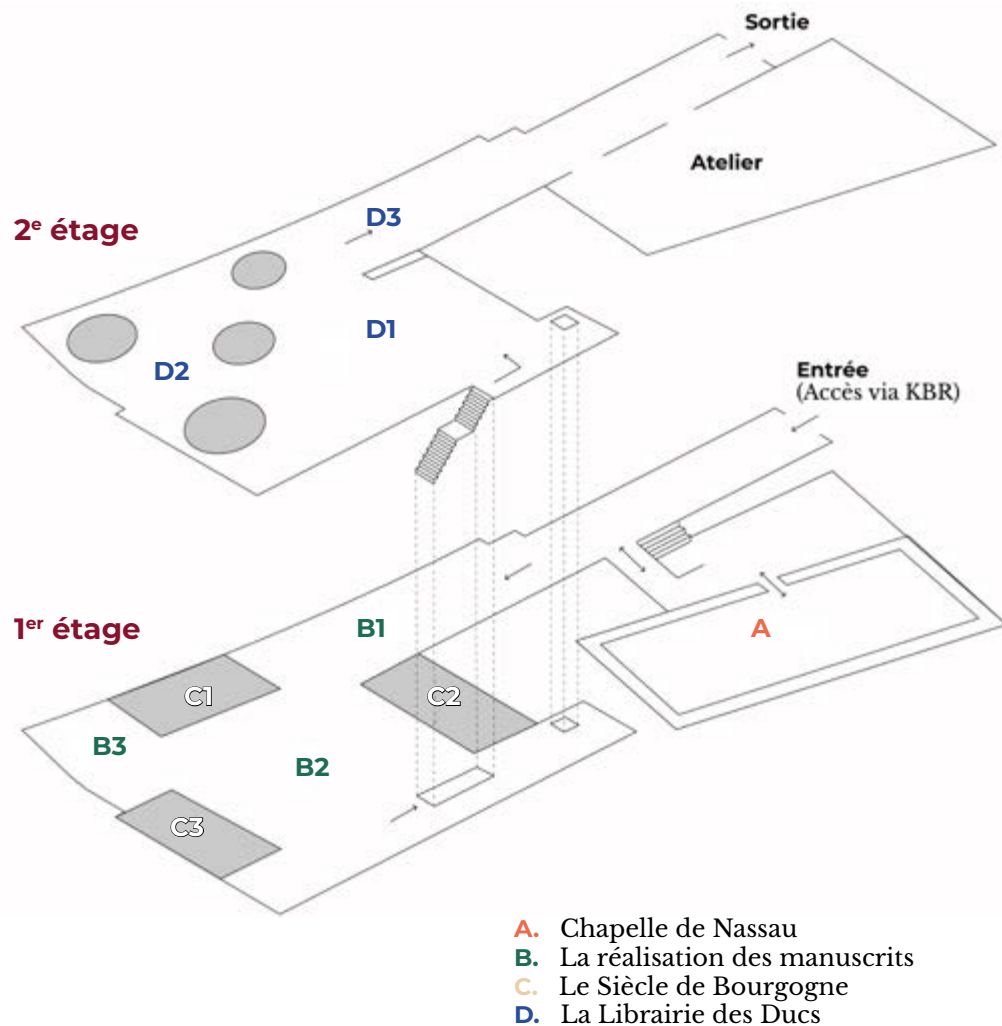 Sortie
Atelier
D3
2e étage
D1
D2
Entrée
(Accès via KBR)
1er étage
B1
A
C1
C2
B3
B2
C3
A. Chapelle de Nassau
B. La réalisation des manuscrits
C. Le Siècle de Bourgogne
D. La Librairie des Ducs